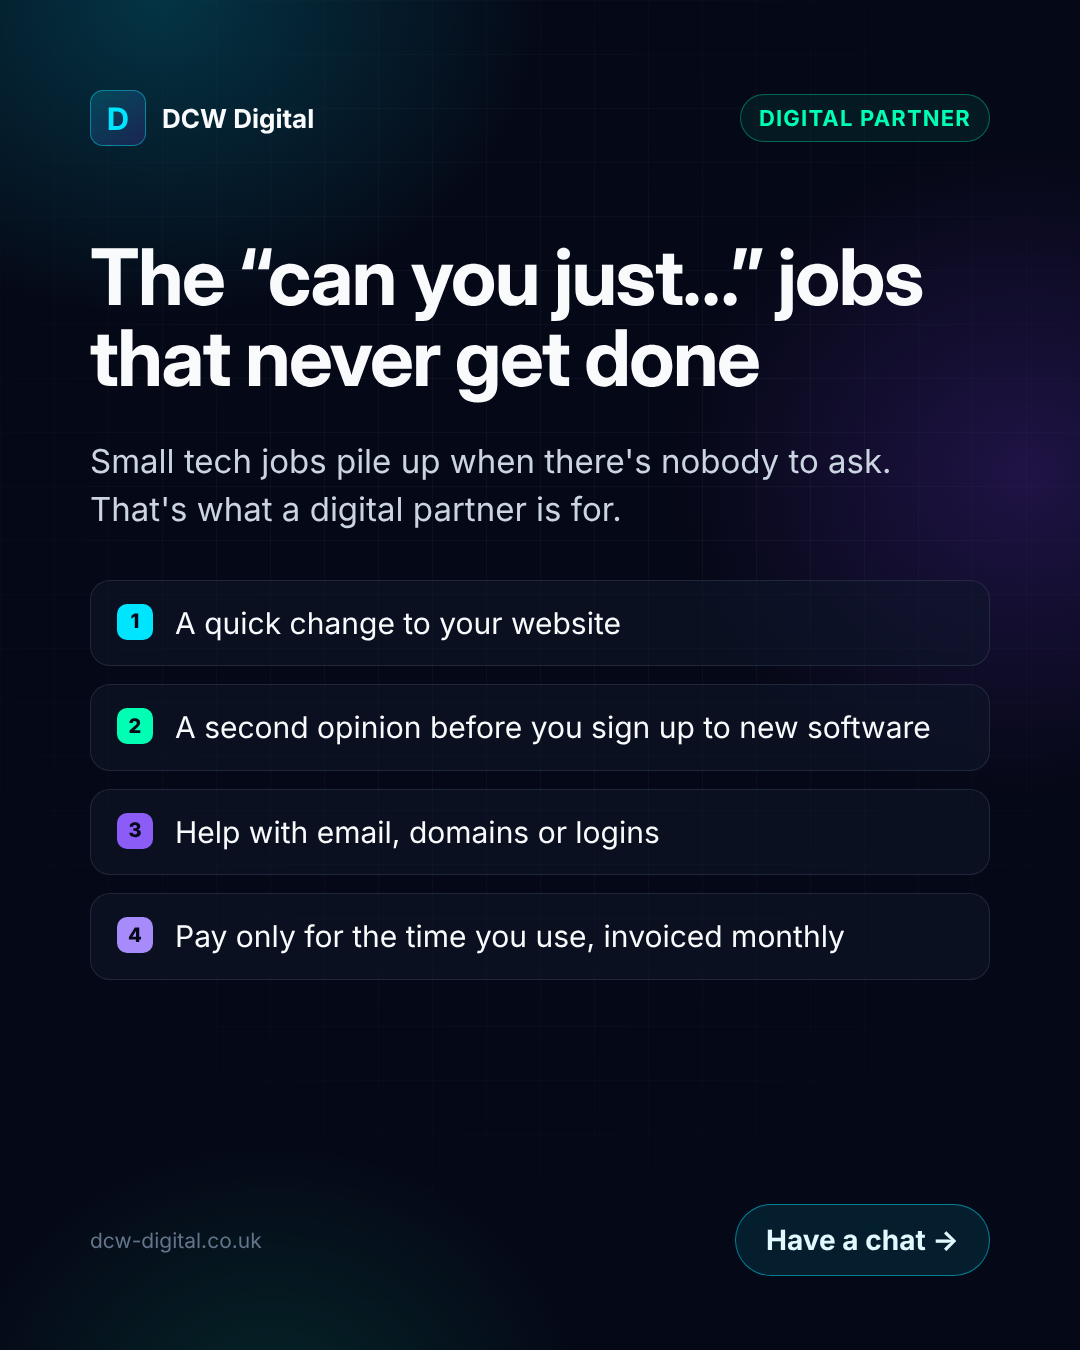 D
DCW Digital
DIGITAL PARTNER
The “can you just...” jobs
that never get done
Small tech jobs pile up when there's nobody to ask.
That's what a digital partner is for.
1 A quick change to your website
2 A second opinion before you sign up to new software
3 Help with email, domains or logins
4 Pay only for the time you use, invoiced monthly
dcw-digital.co.uk
Have a chat →